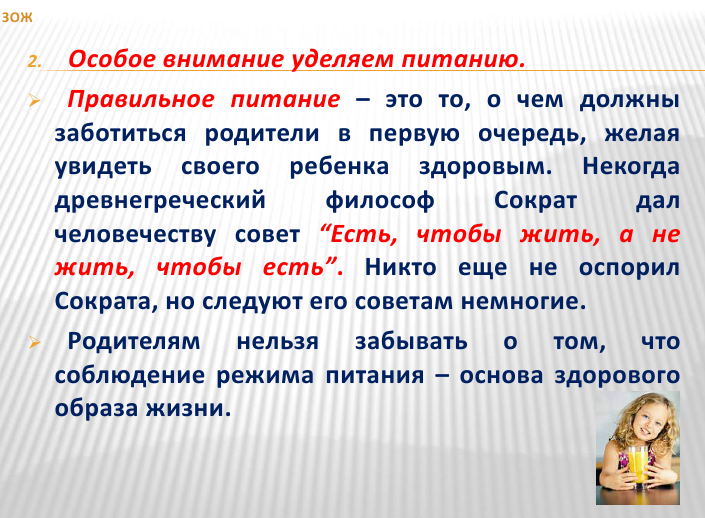 ЗОЖ
2. Особое внимание уделяем питанию.
Правильное питание – это то, о чем должны
заботиться родители в первую очередь, желая
увидеть своего ребенка здоровым. Некогда
древнегреческий философ Сократ дал
человечеству совет “Есть, чтобы жить, а не
жить, чтобы есть”. Никто еще не оспорил
Сократа, но следуют его советам немногие.
Родителям нельзя забывать о том, что
соблюдение режима питания – основа здорового
образа жизни.